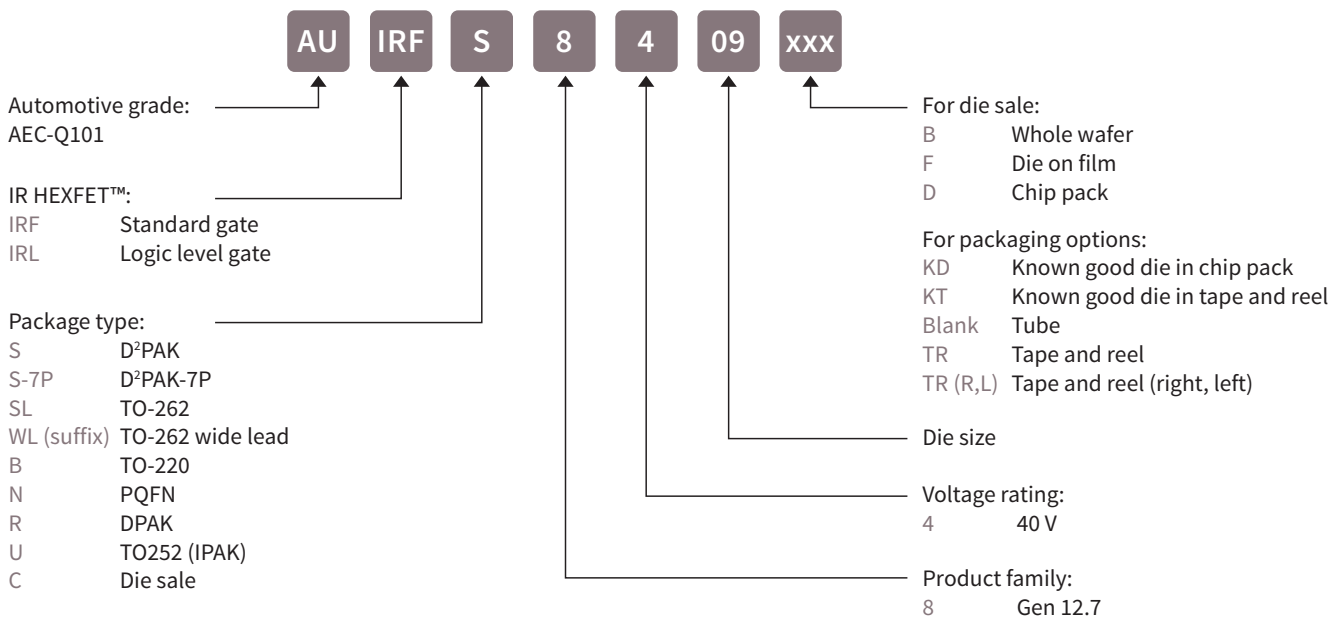 AU IRF S 8 4 09 xxx
Automotive grade:
AEC-Q101
IR HEXFET™:
IRF Standard gate
IRL Logic level gate
Package type:
S D²PAK
S-7P D²PAK-7P
SL TO-262
WL (suffix) TO-262 wide lead
B TO-220
N PQFN
R DPAK
U TO252 (IPAK)
C Die sale
For die sale:
B Whole wafer
F Die on film
D Chip pack
For packaging options:
KD Known good die in chip pack
KT Known good die in tape and reel
Blank Tube
TR Tape and reel
TR (R,L) Tape and reel (right, left)
Die size
Voltage rating:
4 40 V
Product family:
8 Gen 12.7